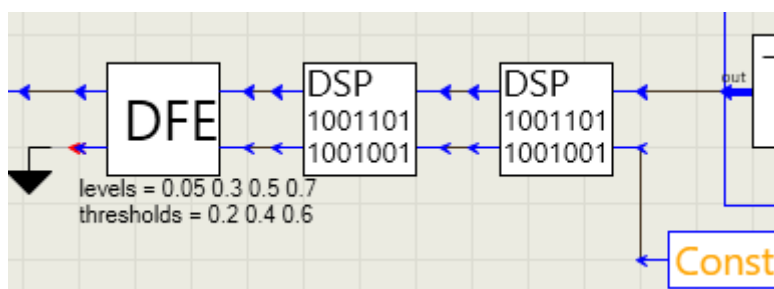 DFE
levels = 0.05 0.3 0.5 0.7
thresholds = 0.2 0.4 0.6
DSP
1001101
1001001
DSP
1001101
1001001
out
Const